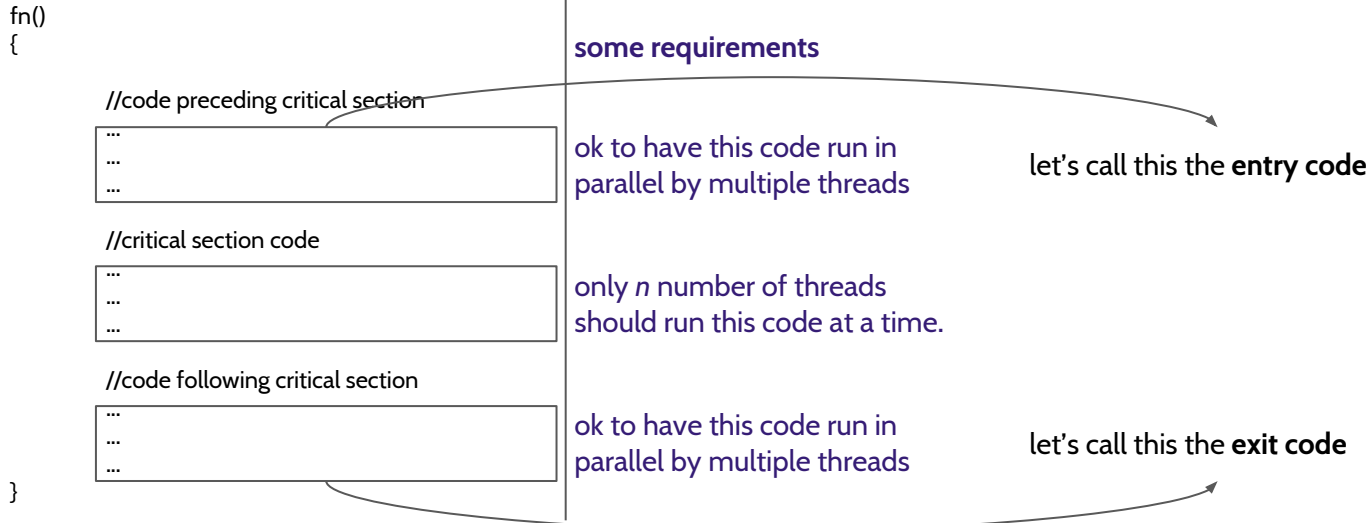 fn()
{
some requirements
//code preceding critical section
...
...
...
ok to have this code run in
parallel by multiple threads
let's call this the entry code
//critical section code
...
...
...
only n number of threads
should run this code at a time.
//code following critical section
...
...
...
ok to have this code run in
parallel by multiple threads
let's call this the exit code
}